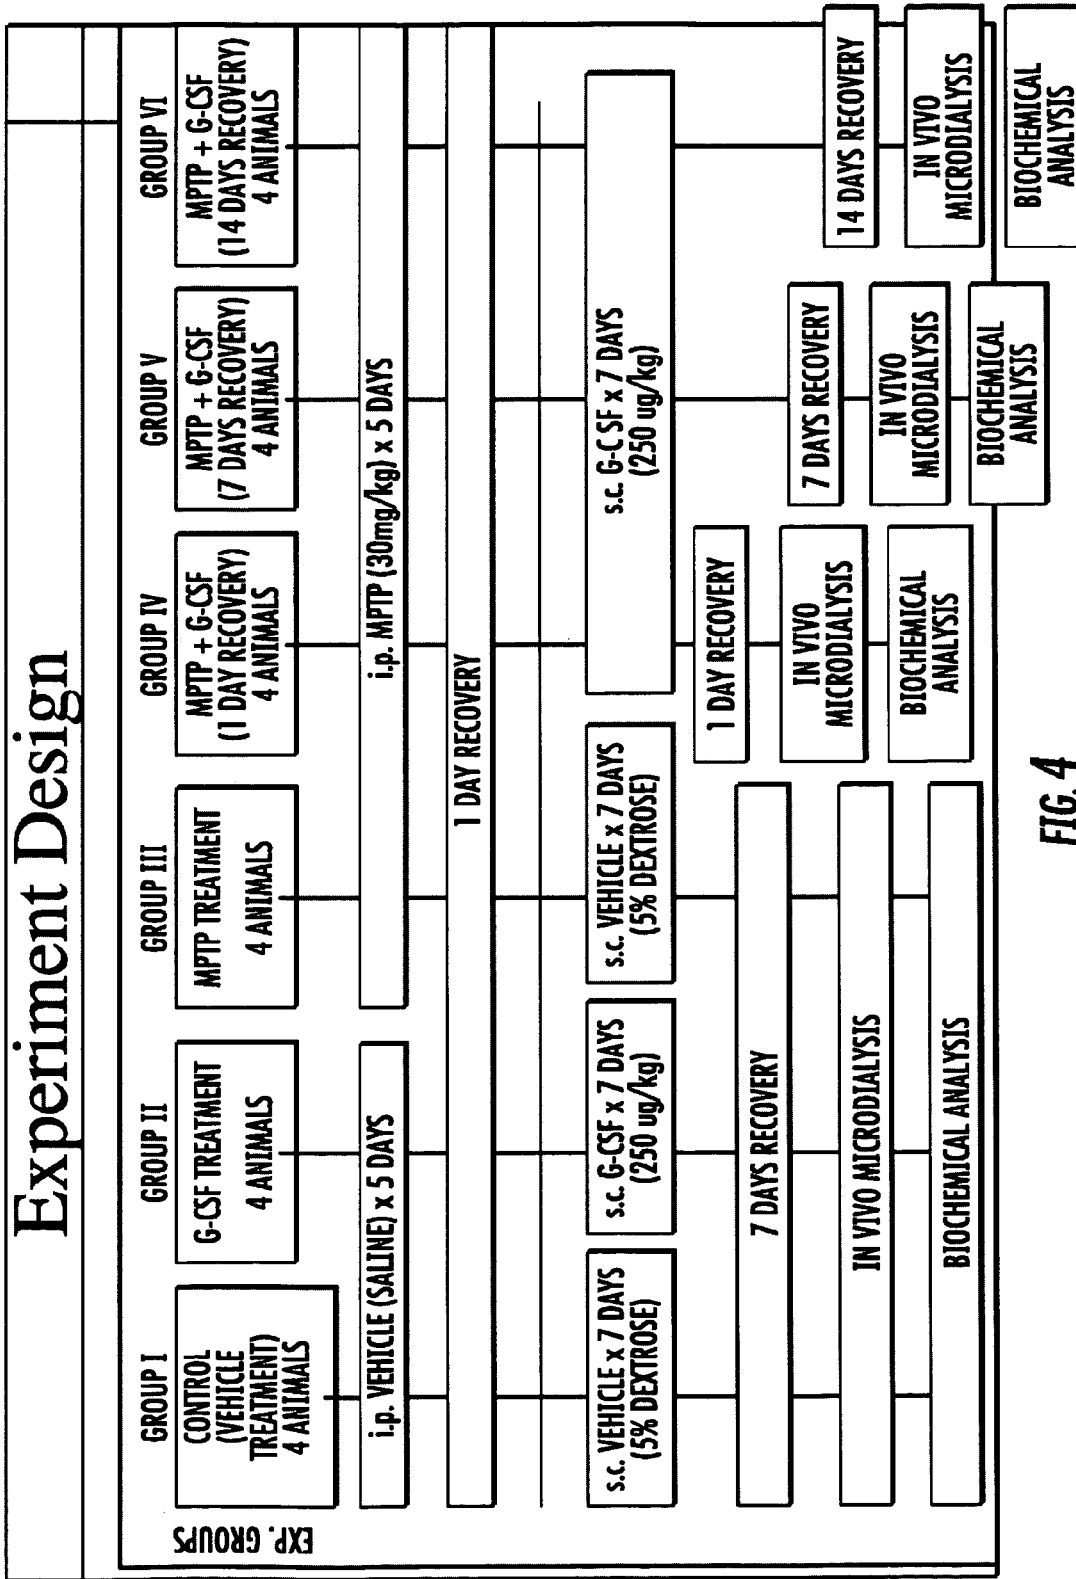 Experiment Design
EXP. GROUPS
GROUP I
CONTROL
(VEHICLE
TREATMENT)
4 ANIMALS
GROUP II
G-CSF TREATMENT
4 ANIMALS
GROUP III
MPTP TREATMENT
4 ANIMALS
GROUP IV
MPTP + G-CSF
(1 DAY RECOVERY)
4 ANIMALS
GROUP V
MPTP + G-CSF
(7 DAYS RECOVERY)
4 ANIMALS
GROUP VI
MPTP + G-CSF
(14 DAYS RECOVERY)
4 ANIMALS
i.p. VEHICLE (SALINE) x 5 DAYS
i.p. MPTP (30mg/kg) x 5 DAYS
1 DAY RECOVERY
s.c. VEHICLE x 7 DAYS
(5% DEXTROSE)
s.c. G-CSF x 7 DAYS
(250 ug/kg)
s.c. VEHICLE x 7 DAYS
(5% DEXTROSE)
s.c. G-C SF x 7 DAYS
(250 ug/kg)
7 DAYS RECOVERY
IN VIVO MICRODIALYSIS
BIOCHEMICAL ANALYSIS
1 DAY RECOVERY
IN VIVO
MICRODIALYSIS
BIOCHEMICAL
ANALYSIS
7 DAYS RECOVERY
IN VIVO
MICRODIALYSIS
BIOCHEMICAL
ANALYSIS
14 DAYS RECOVERY
IN VIVO
MICRODIALYSIS
BIOCHEMICAL
ANALYSIS
FIG. 4